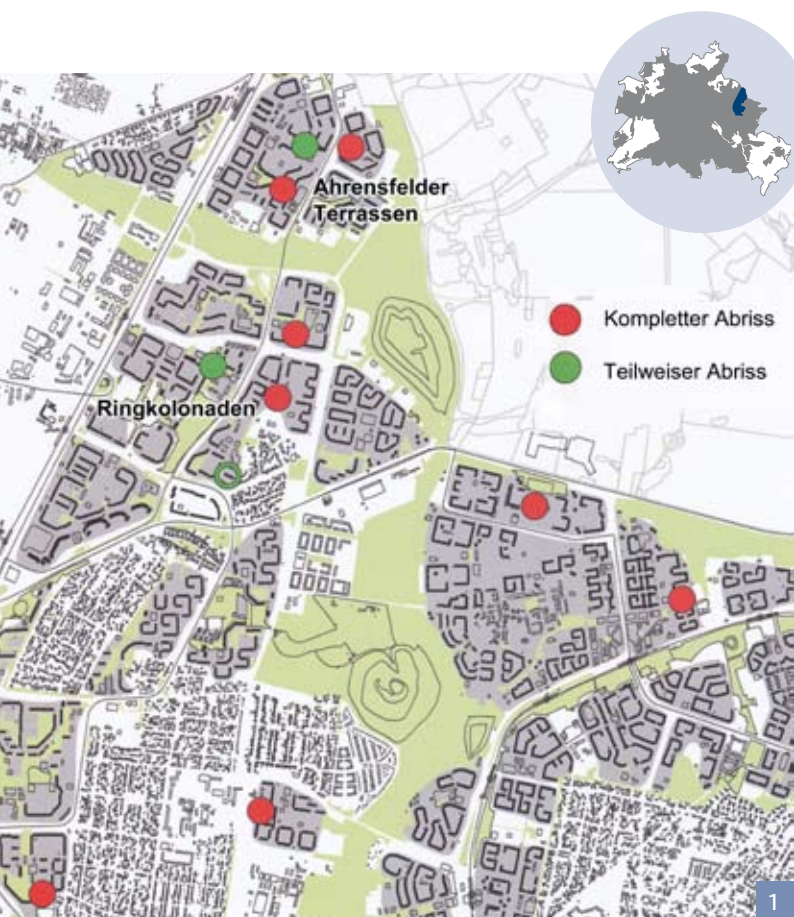 Ahrensfelder
Terrassen
Kompletter Abriss
Teilweiser Abriss
Ringkolonaden
1